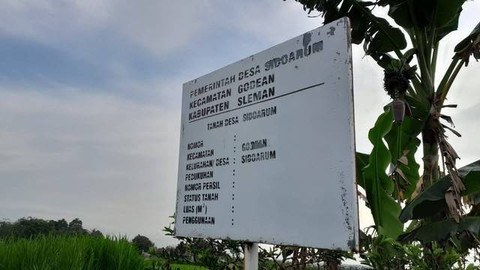 PEMERINTAH DESA SIDOARUM
KECAMATAN GODEAN
KABUPATEN SLEMAN
TANAH DESA SIDOARUM
NOMOR :
KECAMATAN : GODEAN
KELURAHAN/DESA : SIDOARUM
PEDUKUHAN :
NOMOR PERSIL :
STATUS TANAH :
LUAS (M²) :
PENGGUNAAN :